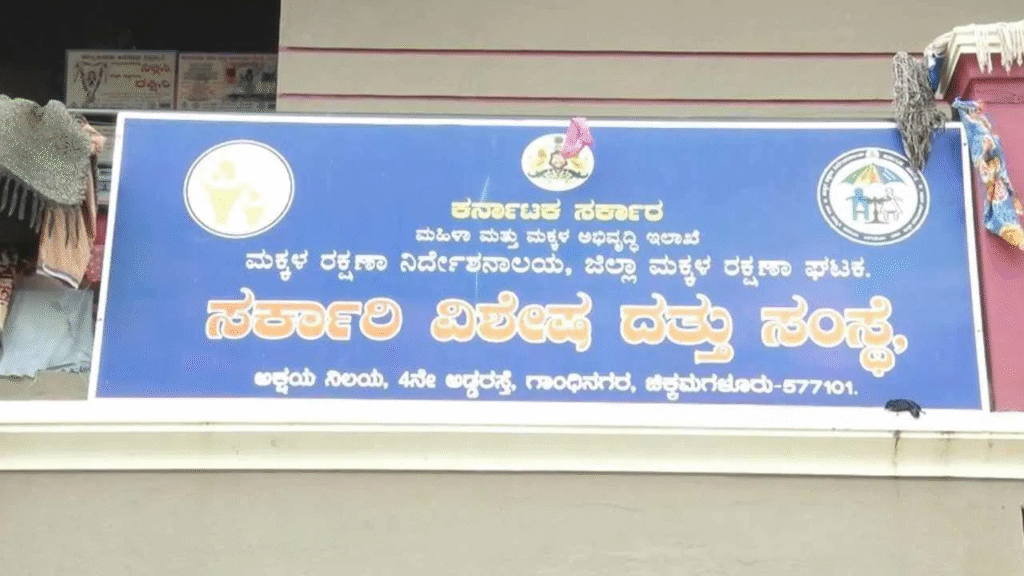 ಕರ್ನಾಟಕ ಸರ್ಕಾರ
ಮಹಿಳಾ ಮತ್ತು ಮಕ್ಕಳ ಅಭಿವೃದ್ಧಿ ಇಲಾಖೆ
ಮಕ್ಕಳ ರಕ್ಷಣಾ ನಿರ್ದೇಶನಾಲಯ, ಜಿಲ್ಲಾ ಮಕ್ಕಳ ರಕ್ಷಣಾ ಘಟಕ.
ಸರ್ಕಾರಿ ವಿಶೇಷ ದತ್ತು ಸಂಸ್ಥೆ,
ಅಕ್ಷಯ ನಿಲಯ, 4ನೇ ಅಡ್ಡರಸ್ತೆ, ಗಾಂಧಿನಗರ, ಚಿಕ್ಕಮಗಳೂರು-577101.